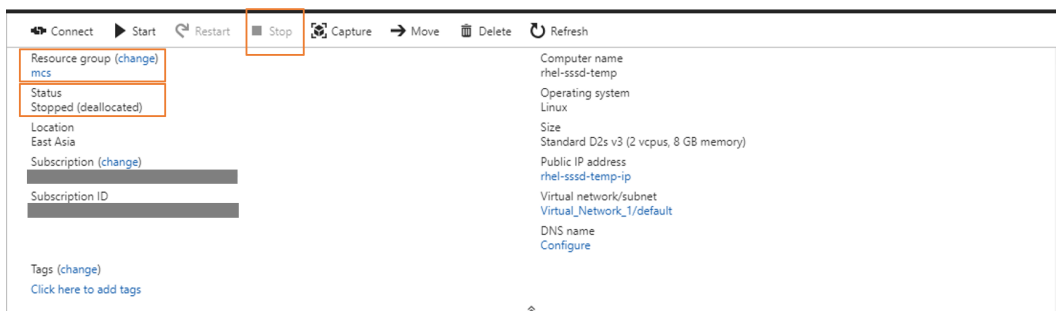 Connect Start Restart Stop Capture Move Delete Refresh
Resource group (change)
mcs
Status
Stopped (deallocated)
Location
East Asia
Subscription (change)
Subscription ID
Tags (change)
Click here to add tags
Computer name
rhel-sssd-temp
Operating system
Linux
Size
Standard D2s v3 (2 vcpus, 8 GB memory)
Public IP address
rhel-sssd-temp-ip
Virtual network/subnet
Virtual_Network_1/default
DNS name
Configure